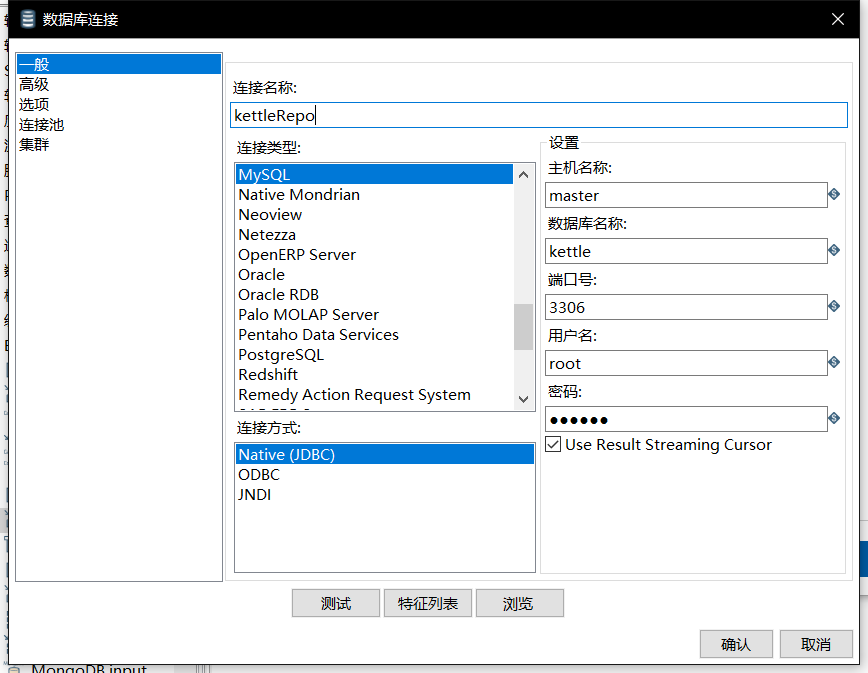 数据库连接
一般
高级
选项
连接池
集群
连接名称:
kettleRepo
连接类型:
MySQL
Native Mondrian
Neoview
Netezza
OpenERP Server
Oracle
Oracle RDB
Palo MOLAP Server
Pentaho Data Services
PostgreSQL
Redshift
Remedy Action Request System
连接方式:
Native (JDBC)
ODBC
JNDI
设置
主机名称:
master
数据库名称:
kettle
端口号:
3306
用户名:
root
密码:
●●●●●●
Use Result Streaming Cursor
测试
特征列表
浏览
确认
取消
MongoDB input